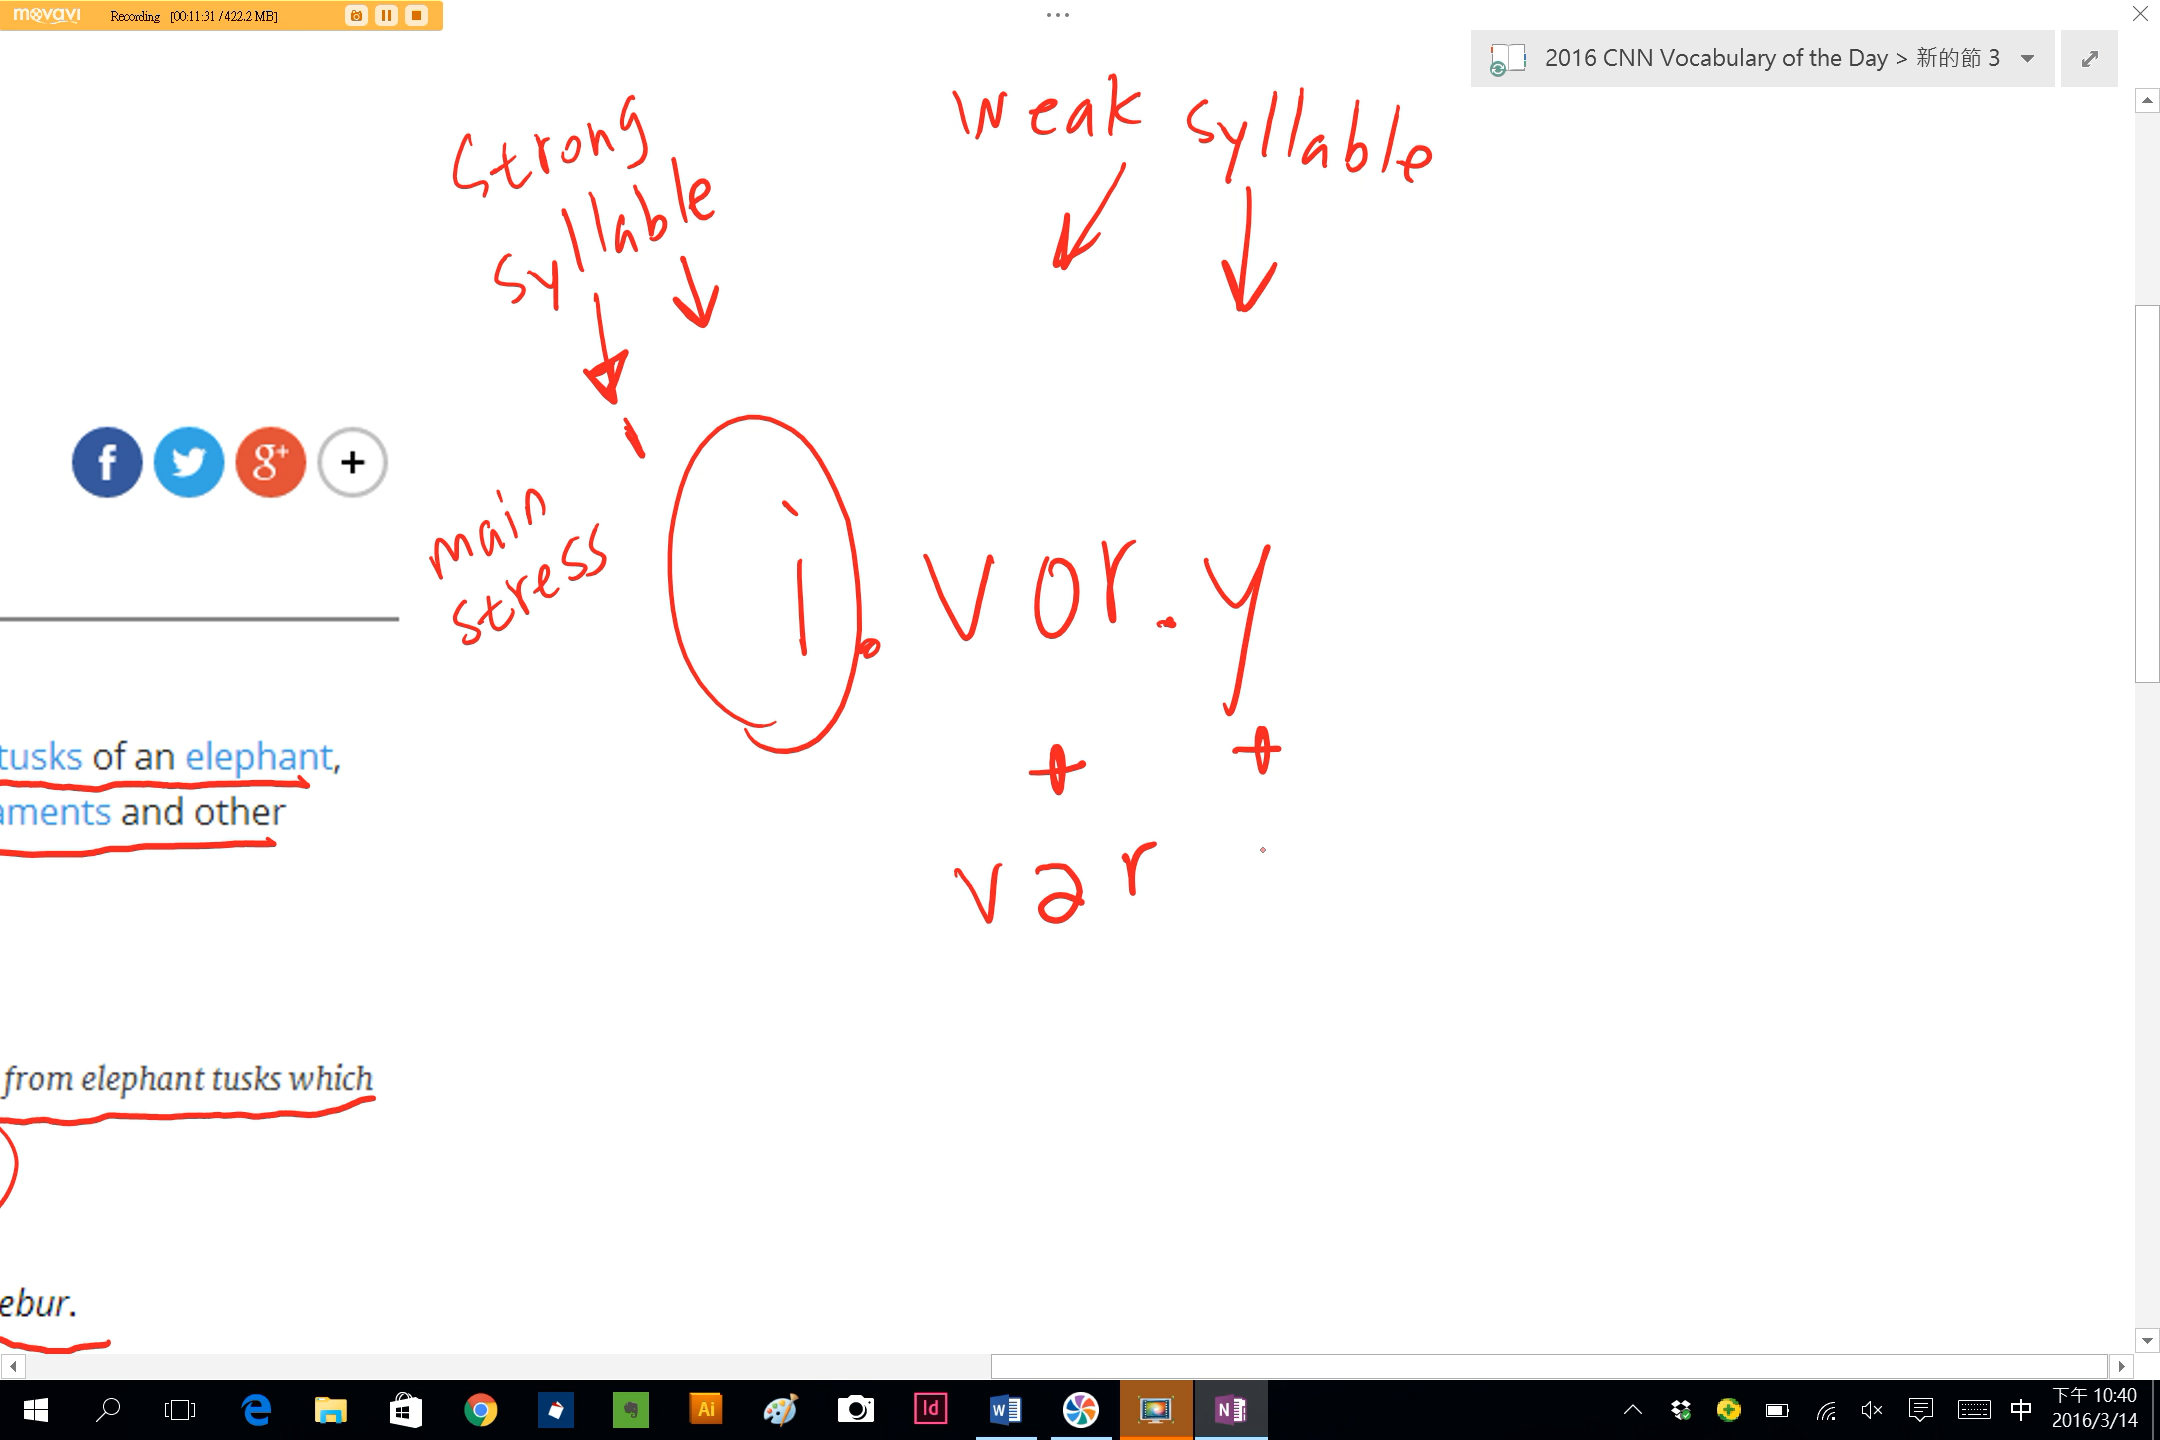 movavi Recording [00:11:31 / 422.2 MB]
2016 CNN Vocabulary of the Day > 新的節 3
Strong
syllable
weak syllable
main
stress
i. vor. y
vər
tusks of an elephant,
aments and other
from elephant tusks which
ebur.
下午 10:40
中
2016/3/14